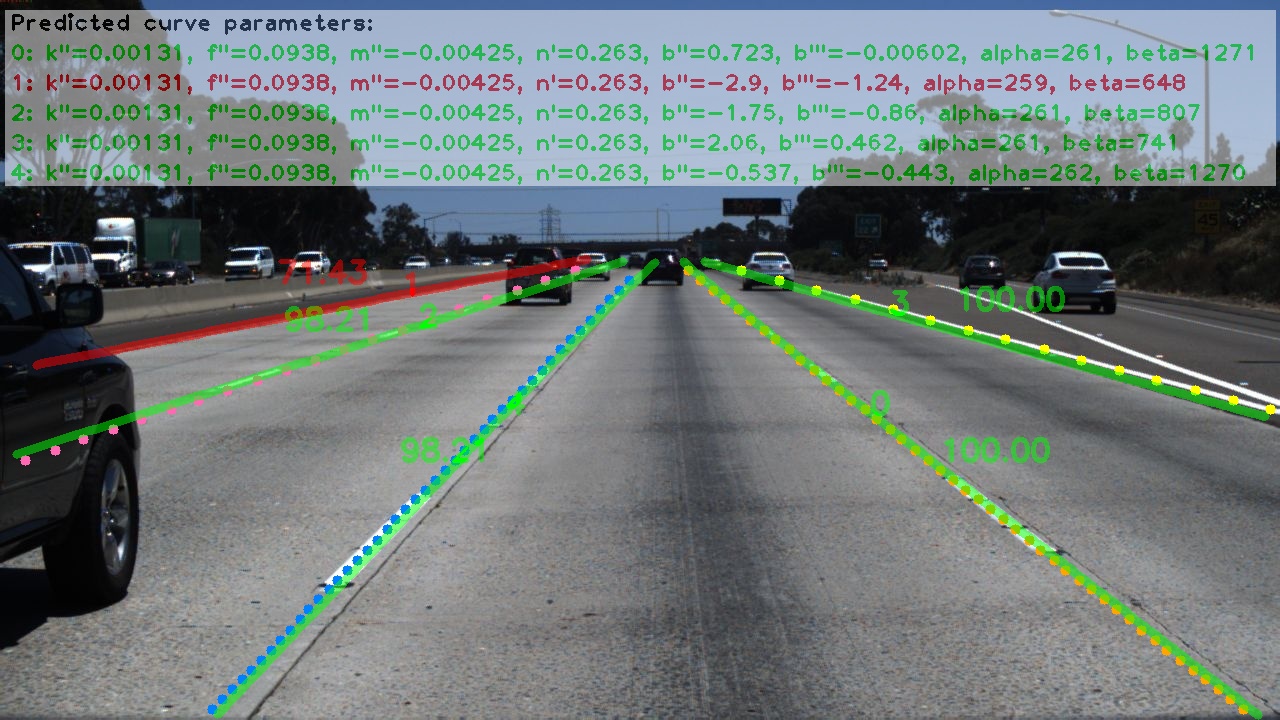 Predicted curve parameters:
0: k''=0.00131, f''=0.0938, m''=-0.00425, n'=0.263, b''=0.723, b'''=-0.00602, alpha=261, beta=1271
1: k''=0.00131, f''=0.0938, m''=-0.00425, n'=0.263, b''=-2.9, b'''=-1.24, alpha=259, beta=648
2: k''=0.00131, f''=0.0938, m''=-0.00425, n'=0.263, b''=-1.75, b'''=-0.86, alpha=261, beta=807
3: k''=0.00131, f''=0.0938, m''=-0.00425, n'=0.263, b''=2.06, b'''=0.462, alpha=261, beta=741
4: k''=0.00131, f''=0.0938, m''=-0.00425, n'=0.263, b''=-0.537, b'''=-0.443, alpha=262, beta=1270
EXIT
45
71.43 1
3 100.00
98.21 2
0
98.21
100.00